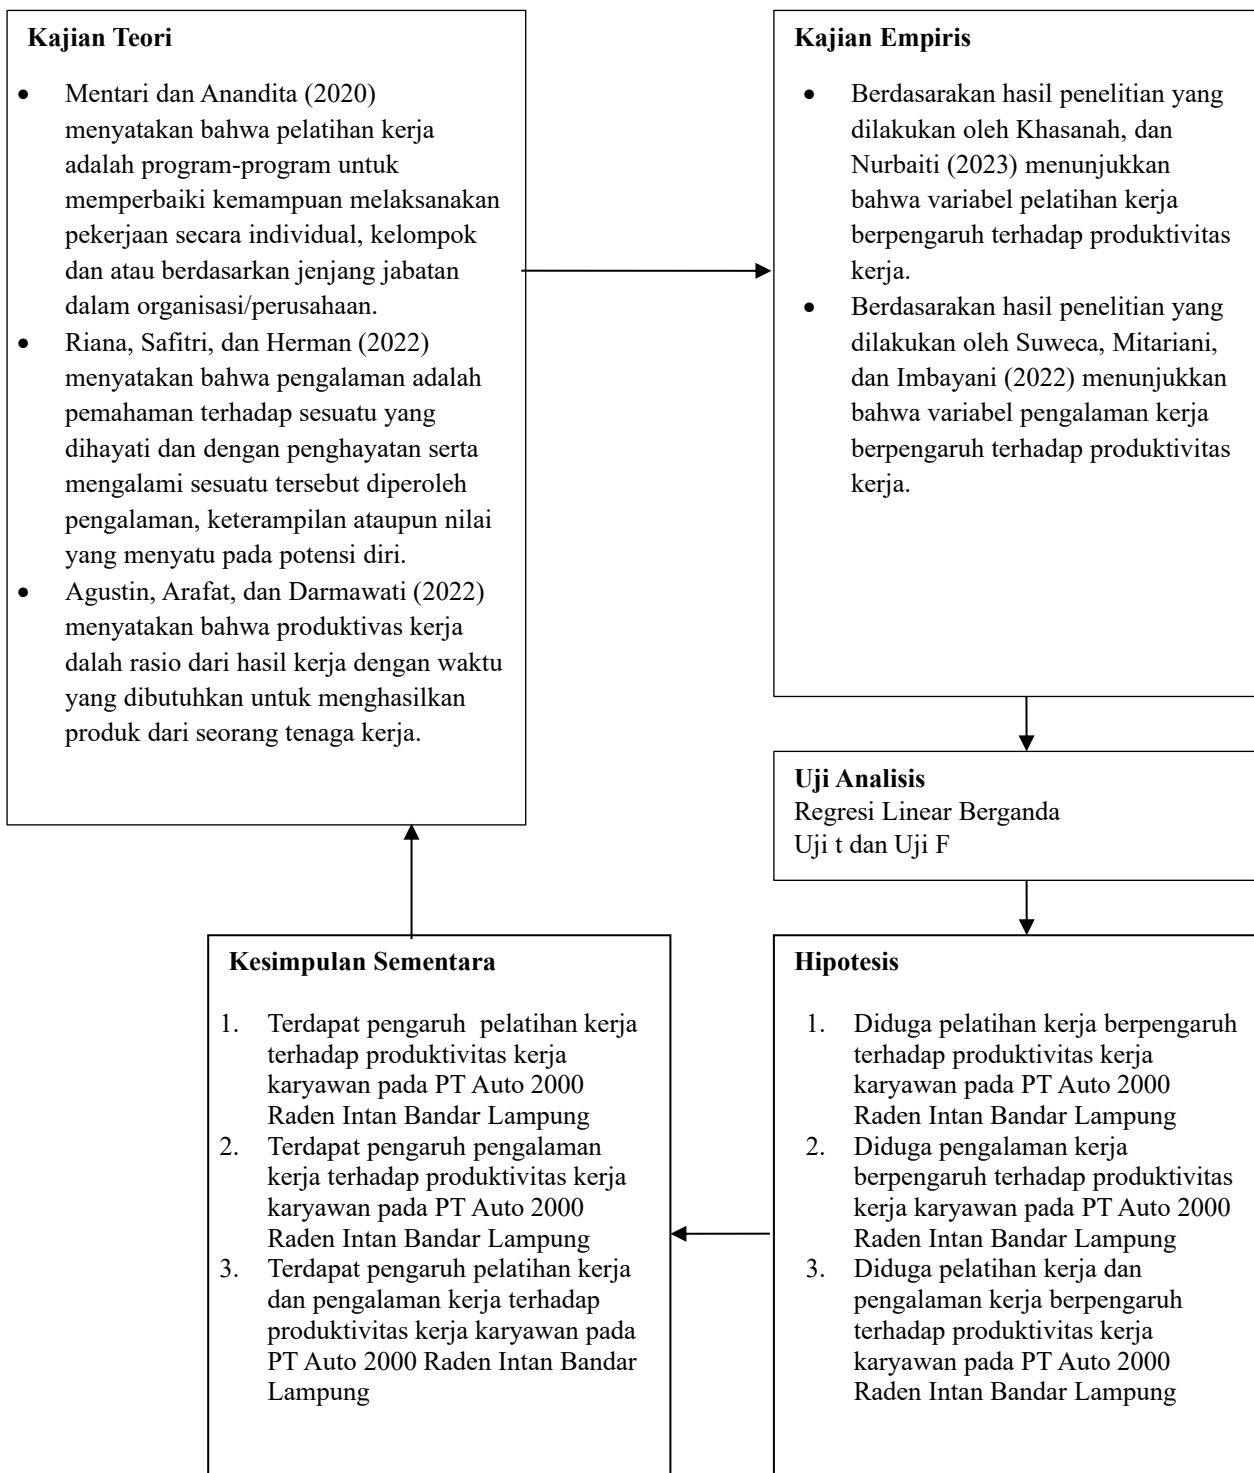 Kajian Teori
• Mentari dan Anandita (2020)
menyatakan bahwa pelatihan kerja
adalah program-program untuk
memperbaiki kemampuan melaksanakan
pekerjaan secara individual, kelompok
dan atau berdasarkan jenjang jabatan
dalam organisasi/perusahaan.
• Riana, Safitri, dan Herman (2022)
menyatakan bahwa pengalaman adalah
pemahaman terhadap sesuatu yang
dihayati dan dengan penghayatan serta
mengalami sesuatu tersebut diperoleh
pengalaman, keterampilan ataupun nilai
yang menyatu pada potensi diri.
• Agustin, Arafat, dan Darmawati (2022)
menyatakan bahwa produktivas kerja
dalah rasio dari hasil kerja dengan waktu
yang dibutuhkan untuk menghasilkan
produk dari seorang tenaga kerja.
Kajian Empiris
• Berdasarakan hasil penelitian yang
dilakukan oleh Khasanah, dan
Nurbaiti (2023) menunjukkan
bahwa variabel pelatihan kerja
berpengaruh terhadap produktivitas
kerja.
• Berdasarakan hasil penelitian yang
dilakukan oleh Suweca, Mitariani,
dan Imbayani (2022) menunjukkan
bahwa variabel pengalaman kerja
berpengaruh terhadap produktivitas
kerja.
Uji Analisis
Regresi Linear Berganda
Uji t dan Uji F
Hipotesis
1. Diduga pelatihan kerja berpengaruh
terhadap produktivitas kerja
karyawan pada PT Auto 2000
Raden Intan Bandar Lampung
2. Diduga pengalaman kerja
berpengaruh terhadap produktivitas
kerja karyawan pada PT Auto 2000
Raden Intan Bandar Lampung
3. Diduga pelatihan kerja dan
pengalaman kerja berpengaruh
terhadap produktivitas kerja
karyawan pada PT Auto 2000
Raden Intan Bandar Lampung
Kesimpulan Sementara
1. Terdapat pengaruh pelatihan kerja
terhadap produktivitas kerja
karyawan pada PT Auto 2000
Raden Intan Bandar Lampung
2. Terdapat pengaruh pengalaman
kerja terhadap produktivitas kerja
karyawan pada PT Auto 2000
Raden Intan Bandar Lampung
3. Terdapat pengaruh pelatihan kerja
dan pengalaman kerja terhadap
produktivitas kerja karyawan pada
PT Auto 2000 Raden Intan Bandar
Lampung